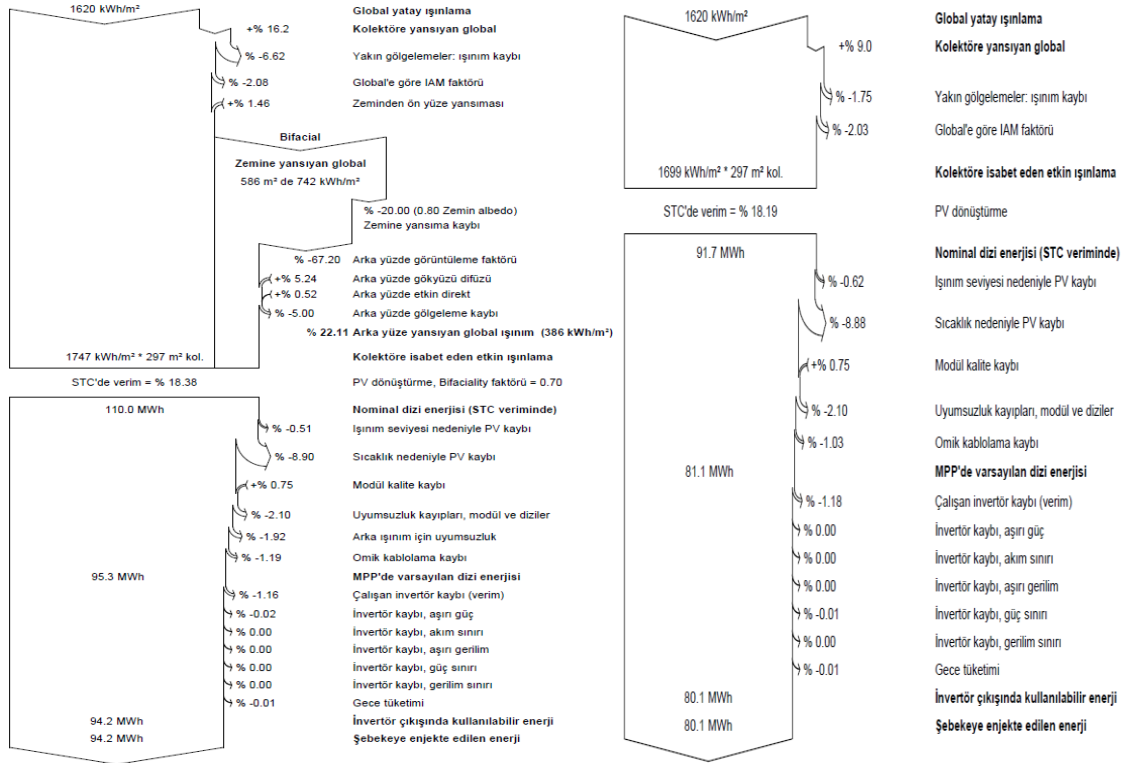 1620 kWh/m² Global yatay ışınlama
+% 16.2 Kolektöre yansıyan global
% -6.62 Yakın gölgelemeler: ışınım kaybı
% -2.08 Global'e göre IAM faktörü
+% 1.46 Zeminden ön yüze yansıması
Bifacial
Zemine yansıyan global
586 m² de 742 kWh/m²
% -20.00 (0.80 Zemin albedo)
Zemine yansıma kaybı
% -67.20 Arka yüzde görüntüleme faktörü
+% 5.24 Arka yüzde gökyüzü difüzü
+% 0.52 Arka yüzde etkin direkt
% -5.00 Arka yüzde gölgeleme kaybı
% 22.11 Arka yüze yansıyan global ışınım (386 kWh/m²)
1747 kWh/m² * 297 m² kol. Kolektöre isabet eden etkin ışınlama
STC'de verim = % 18.38 PV dönüştürme, Bifaciality faktörü = 0.70
110.0 MWh Nominal dizi enerjisi (STC veriminde)
% -0.51 Işınım seviyesi nedeniyle PV kaybı
% -8.90 Sıcaklık nedeniyle PV kaybı
+% 0.75 Modül kalite kaybı
% -2.10 Uyumsuzluk kayıpları, modül ve diziler
% -1.92 Arka ışınım için uyumsuzluk
% -1.19 Omik kablolama kaybı
95.3 MWh MPP'de varsayılan dizi enerjisi
% -1.16 Çalışan invertör kaybı (verim)
% -0.02 İnvertör kaybı, aşırı güç
% 0.00 İnvertör kaybı, akım sınırı
% 0.00 İnvertör kaybı, aşırı gerilim
% 0.00 İnvertör kaybı, güç sınırı
% 0.00 İnvertör kaybı, gerilim sınırı
% -0.01 Gece tüketimi
94.2 MWh İnvertör çıkışında kullanılabilir enerji
94.2 MWh Şebekeye enjekte edilen enerji
1620 kWh/m² Global yatay ışınlama
+% 9.0 Kolektöre yansıyan global
% -1.75 Yakın gölgelemeler: ışınım kaybı
% -2.03 Global'e göre IAM faktörü
1699 kWh/m² * 297 m² kol. Kolektöre isabet eden etkin ışınlama
STC'de verim = % 18.19 PV dönüştürme
91.7 MWh Nominal dizi enerjisi (STC veriminde)
% -0.62 Işınım seviyesi nedeniyle PV kaybı
% -8.88 Sıcaklık nedeniyle PV kaybı
+% 0.75 Modül kalite kaybı
% -2.10 Uyumsuzluk kayıpları, modül ve diziler
% -1.03 Omik kablolama kaybı
81.1 MWh MPP'de varsayılan dizi enerjisi
% -1.18 Çalışan invertör kaybı (verim)
% 0.00 İnvertör kaybı, aşırı güç
% 0.00 İnvertör kaybı, akım sınırı
% 0.00 İnvertör kaybı, aşırı gerilim
% -0.01 İnvertör kaybı, güç sınırı
% 0.00 İnvertör kaybı, gerilim sınırı
% -0.01 Gece tüketimi
80.1 MWh İnvertör çıkışında kullanılabilir enerji
80.1 MWh Şebekeye enjekte edilen enerji